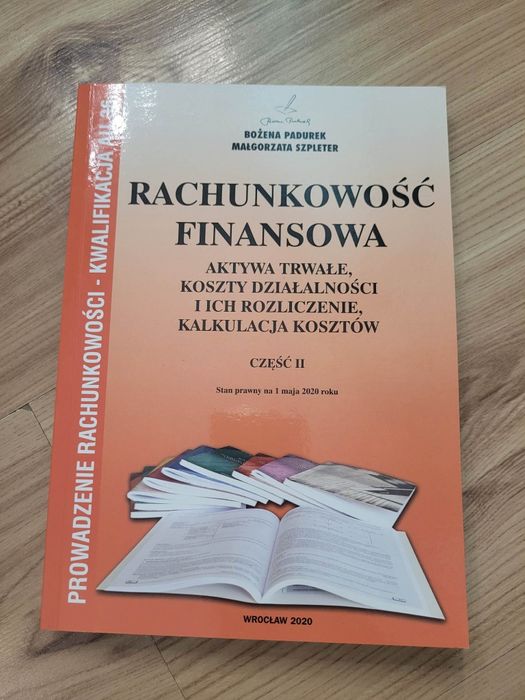 BOŻENA PADUREK
MAŁGORZATA SZPLETER
RACHUNKOWOŚĆ
FINANSOWA
AKTYWA TRWAŁE,
KOSZTY DZIAŁALNOŚCI
I ICH ROZLICZENIE,
KALKULACJA KOSZTÓW
CZĘŚĆ II
Stan prawny na 1 maja 2020 roku
WROCŁAW 2020
PROWADZENIE RACHUNKOWOŚCI - KWALIFIKACJA